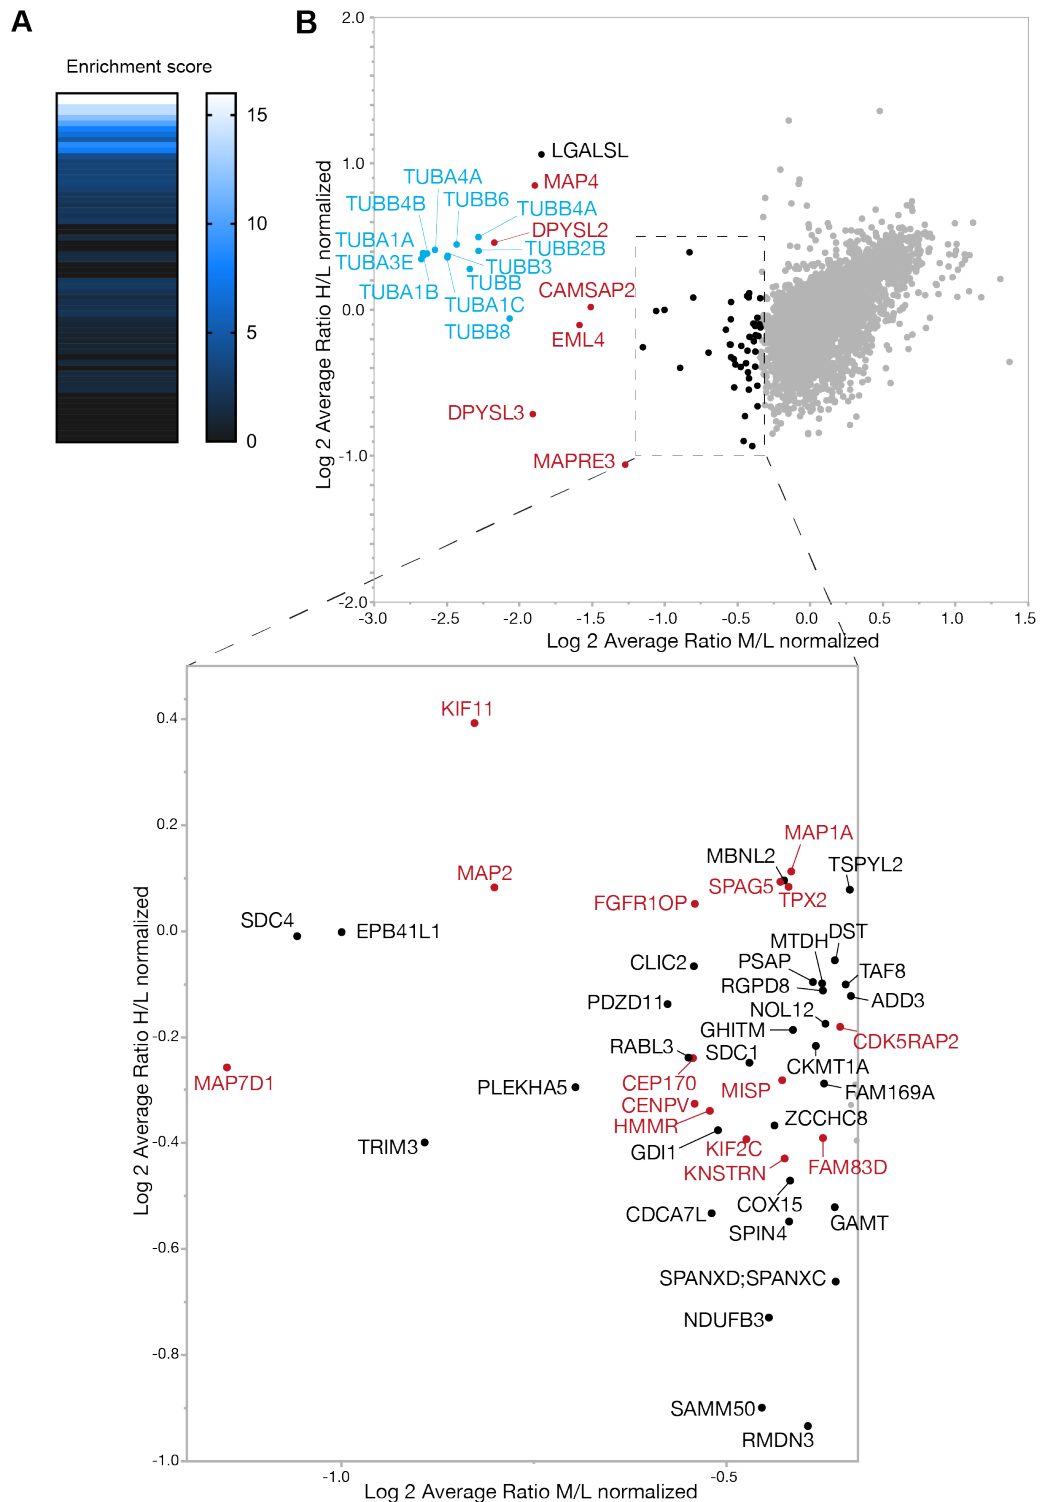 A
B
Enrichment score
15
10
5
0
2.0
1.0
0.0
-1.0
-2.0
Log 2 Average Ratio H/L normalized
LGALSL
MAP4
TUBA4A
TUBB4B
TUBB6
TUBB4A
DPYSL2
TUBA1A
TUBB2B
TUBA3E
TUBB3
TUBB
TUBA1B
TUBA1C
CAMSAP2
TUBB8
EML4
DPYSL3
MAPRE3
-3.0
-2.5
-2.0
-1.5
-1.0
-0.5
0.0
0.5
1.0
1.5
Log 2 Average Ratio M/L normalized
0.4
0.2
0.0
-0.2
-0.4
-0.6
-0.8
-1.0
Log 2 Average Ratio H/L normalized
KIF11
MAP1A
MBNL2
TSPYL2
MAP2
SPAG5
TPX2
FGFR1OP
SDC4
EPB41L1
DST
MTDH
CLIC2
PSAP
TAF8
RGPD8
PDZD11
ADD3
NOL12
GHITM
CDK5RAP2
RABL3
SDC1
CKMT1A
MAP7D1
CEP170
PLEKHA5
MISP
FAM169A
CENPV
HMMR
ZCCHC8
TRIM3
GDI1
KIF2C
KNSTRN
FAM83D
COX15
CDCA7L
SPIN4
GAMT
SPANXD;SPANXC
NDUFB3
SAMM50
RMDN3
-1.0
-0.5
Log 2 Average Ratio M/L normalized